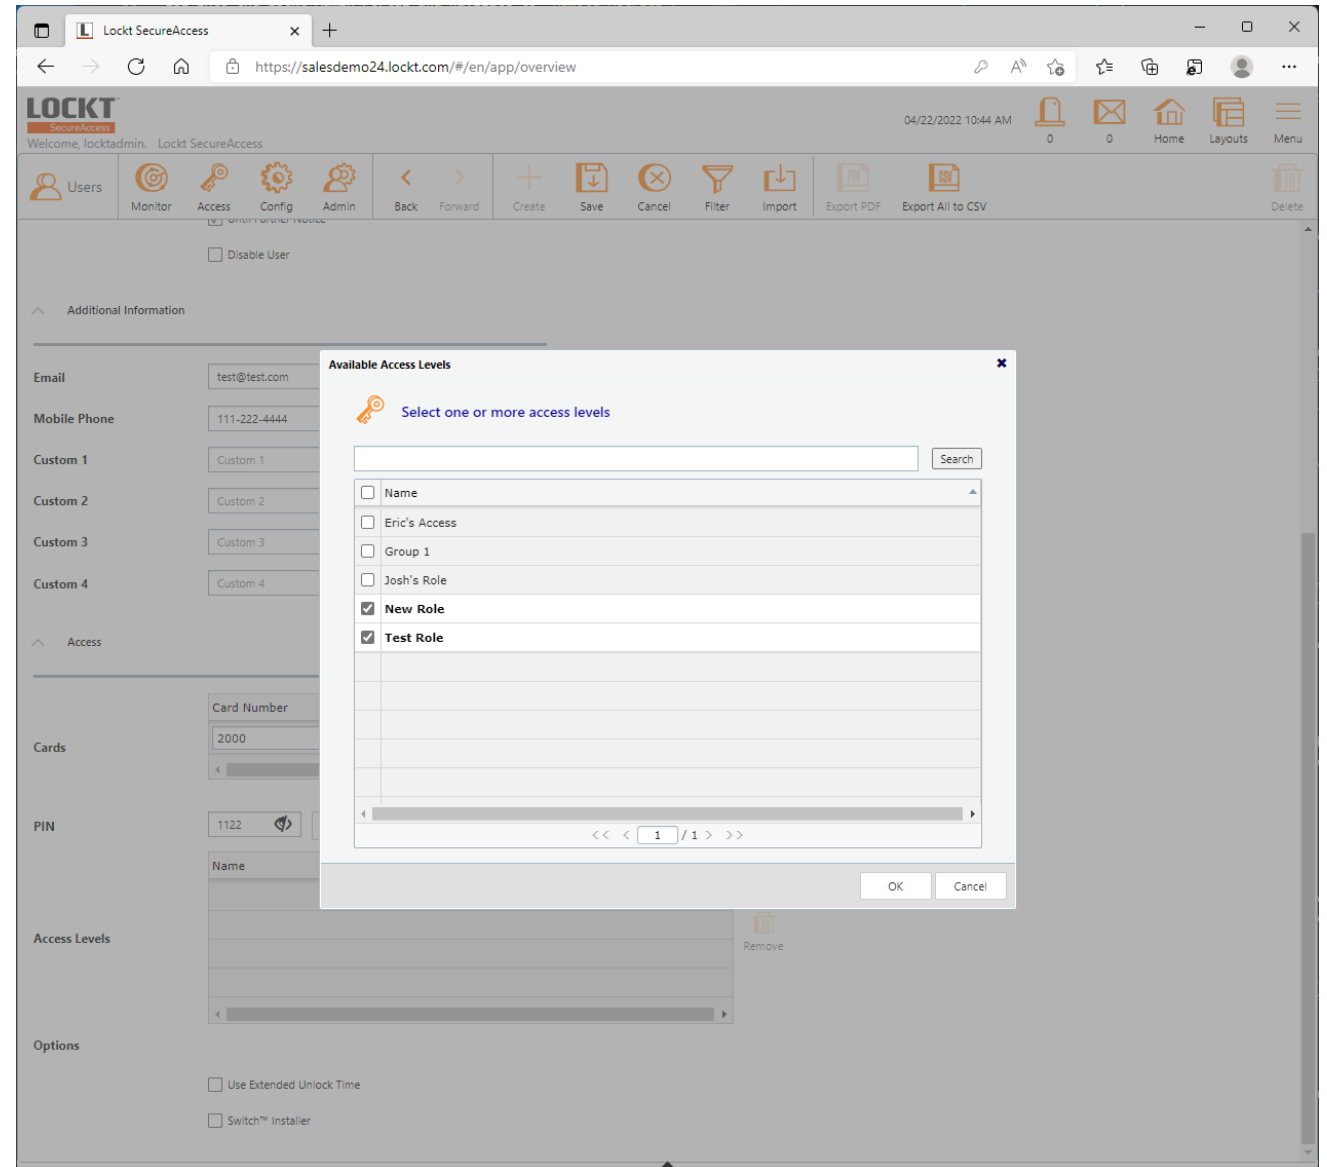 Lockt SecureAccess
https://salesdemo24.lockt.com/#/en/app/overview
LOCKT
SecureAccess
Welcome, locktadmin. Lockt SecureAccess
04/22/2022 10:44 AM
0
0
Home
Layouts
Menu
Users
Monitor
Access
Config
Admin
Back
Forward
Create
Save
Cancel
Filter
Import
PDF
Export PDF
CSV
Export All to CSV
Delete
Until Further Notice
Disable User
Additional Information
Email
test@test.com
Mobile Phone
111-222-4444
Custom 1
Custom 1
Custom 2
Custom 2
Custom 3
Custom 3
Custom 4
Custom 4
Access
Card Number
Cards
2000
PIN
1122
Name
Access Levels
Remove
Options
Use Extended Unlock Time
Switch™ Installer
Available Access Levels
Select one or more access levels
Search
Name
Eric's Access
Group 1
Josh's Role
New Role
Test Role
<< < 1 / 1 > >>
OK
Cancel